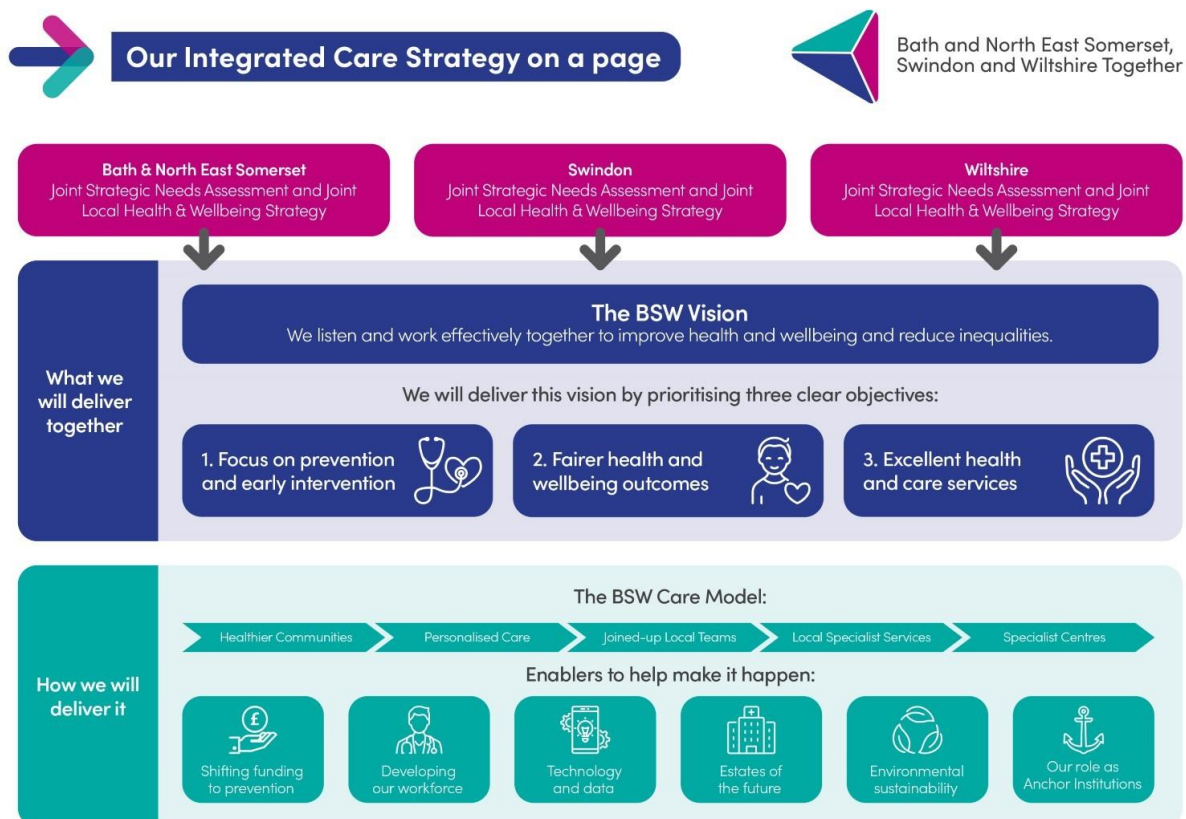 Our Integrated Care Strategy on a page
Bath and North East Somerset,
Swindon and Wiltshire Together
Bath & North East Somerset
Joint Strategic Needs Assessment and Joint
Local Health & Wellbeing Strategy
Swindon
Joint Strategic Needs Assessment and Joint
Local Health & Wellbeing Strategy
Wiltshire
Joint Strategic Needs Assessment and Joint
Local Health & Wellbeing Strategy
What we
will deliver
together
The BSW Vision
We listen and work effectively together to improve health and wellbeing and reduce inequalities.
We will deliver this vision by prioritising three clear objectives:
1. Focus on prevention
and early intervention
2. Fairer health and
wellbeing outcomes
3. Excellent health
and care services
How we will
deliver it
The BSW Care Model:
Healthier Communities
Personalised Care
Joined-up Local Teams
Local Specialist Services
Specialist Centres
Enablers to help make it happen:
£
Shifting funding
to prevention
Developing
our workforce
Technology
and data
Estates of
the future
Environmental
sustainability
Our role as
Anchor Institutions